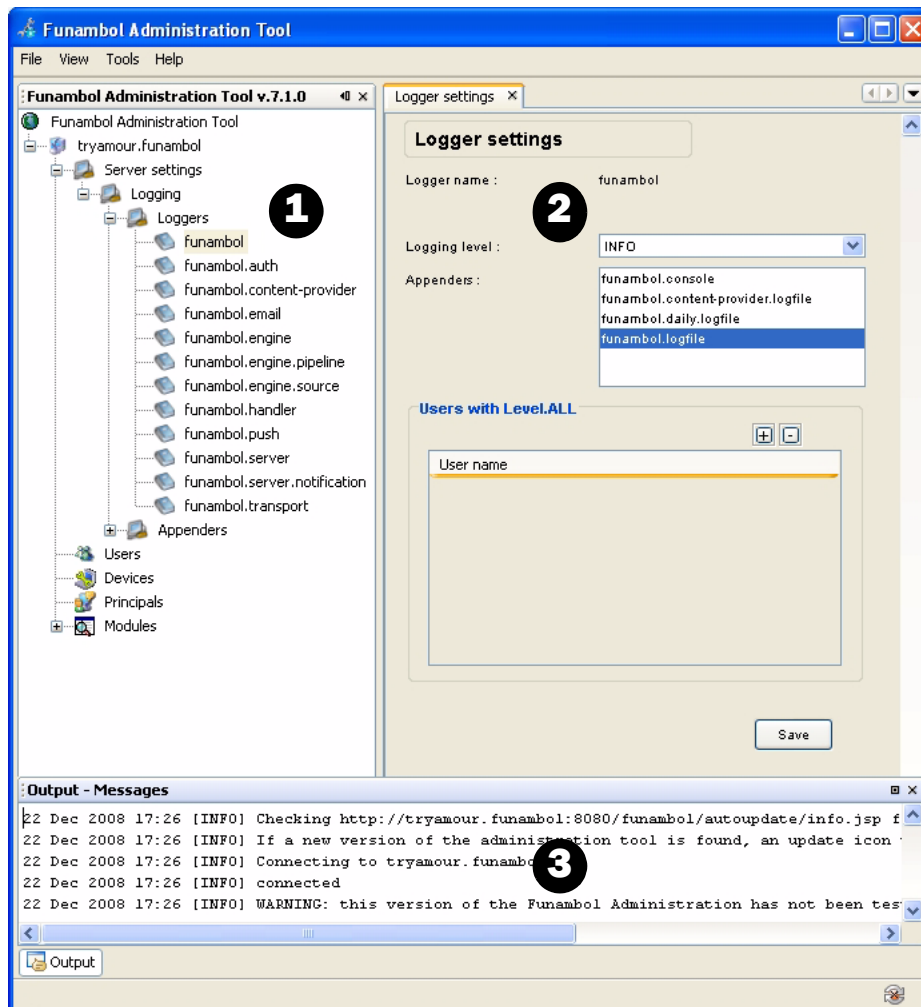 Funambol Administration Tool
File View Tools Help
Funambol Administration Tool v.7.1.0
Funambol Administration Tool
tryamour.funambol
Server settings
Logging
Loggers
funambol
funambol.auth
funambol.content-provider
funambol.email
funambol.engine
funambol.engine.pipeline
funambol.engine.source
funambol.handler
funambol.push
funambol.server
funambol.server.notification
funambol.transport
Appenders
Users
Devices
Principals
Modules
1
Logger settings
Logger settings
Logger name : funambol
2
Logging level : INFO
Appenders :
funambol.console
funambol.content-provider.logfile
funambol.daily.logfile
funambol.logfile
Users with Level.ALL
User name
Save
Output - Messages
22 Dec 2008 17:26 [INFO] Checking http://tryamour.funambol:8080/funambol/autoupdate/info.jsp f
22 Dec 2008 17:26 [INFO] If a new version of the administration tool is found, an update icon
22 Dec 2008 17:26 [INFO] Connecting to tryamour.funambo
22 Dec 2008 17:26 [INFO] connected
22 Dec 2008 17:26 [INFO] WARNING: this version of the Funambol Administration has not been tes
3
Output